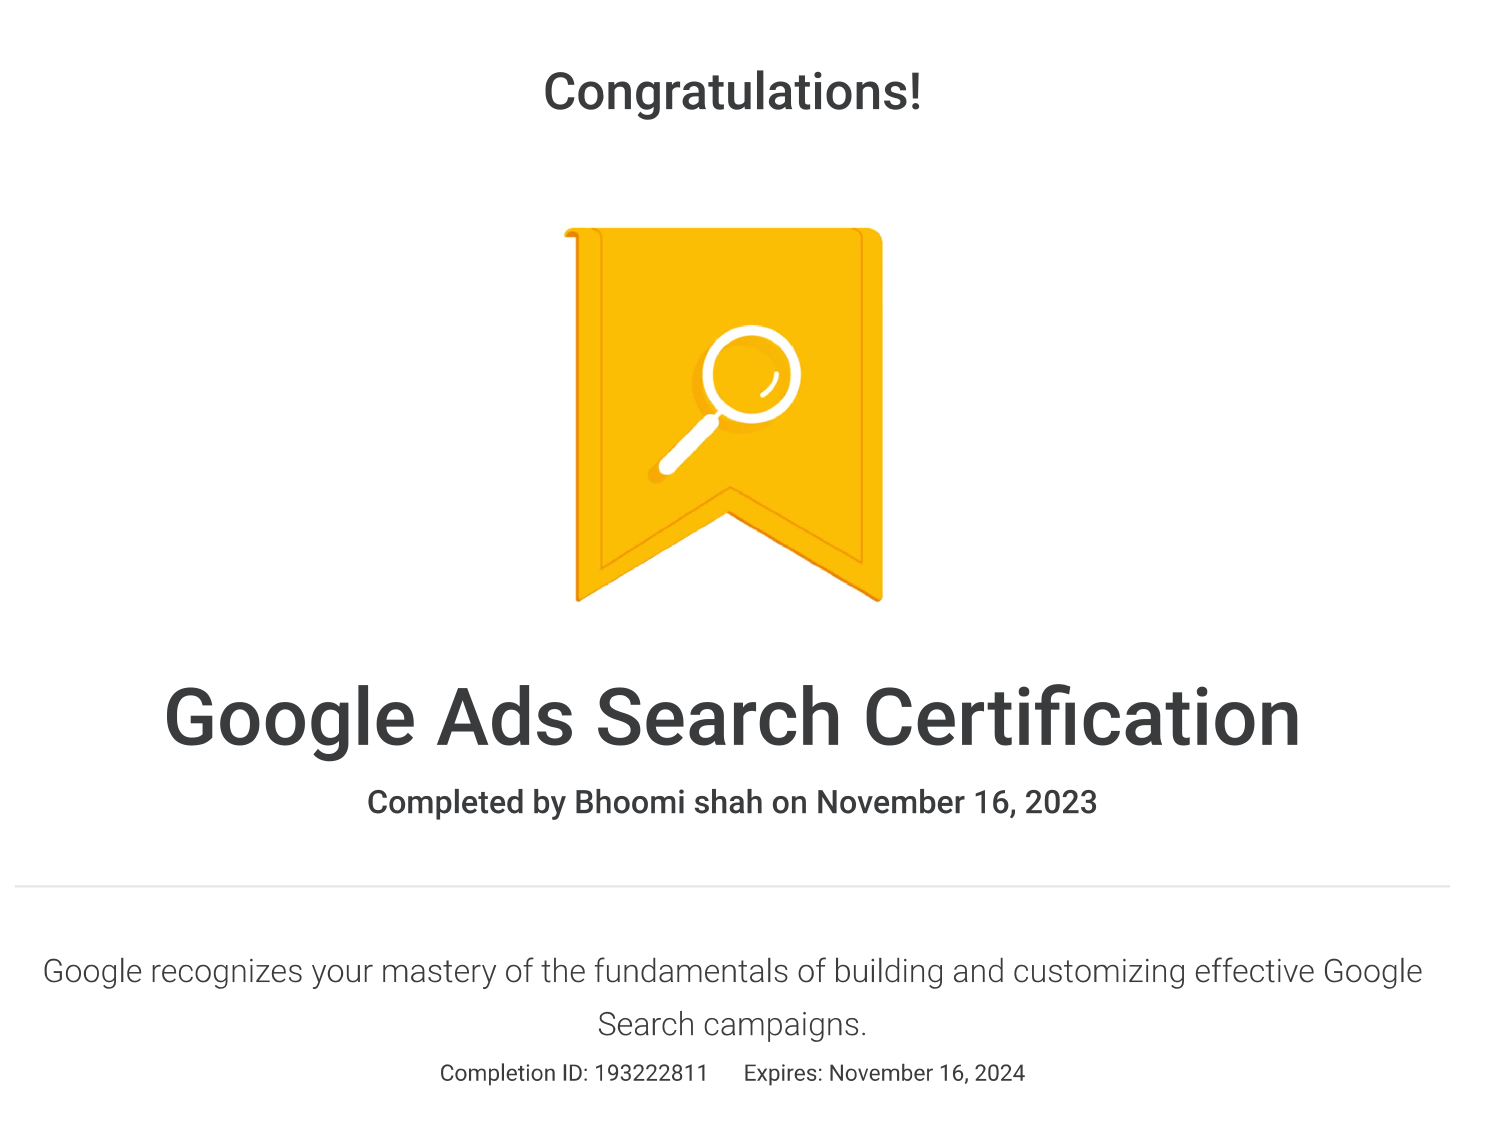 Congratulations!
Google Ads Search Certification
Completed by Bhoomi shah on November 16, 2023
Google recognizes your mastery of the fundamentals of building and customizing effective Google
Search campaigns.
Completion ID: 193222811 Expires: November 16, 2024